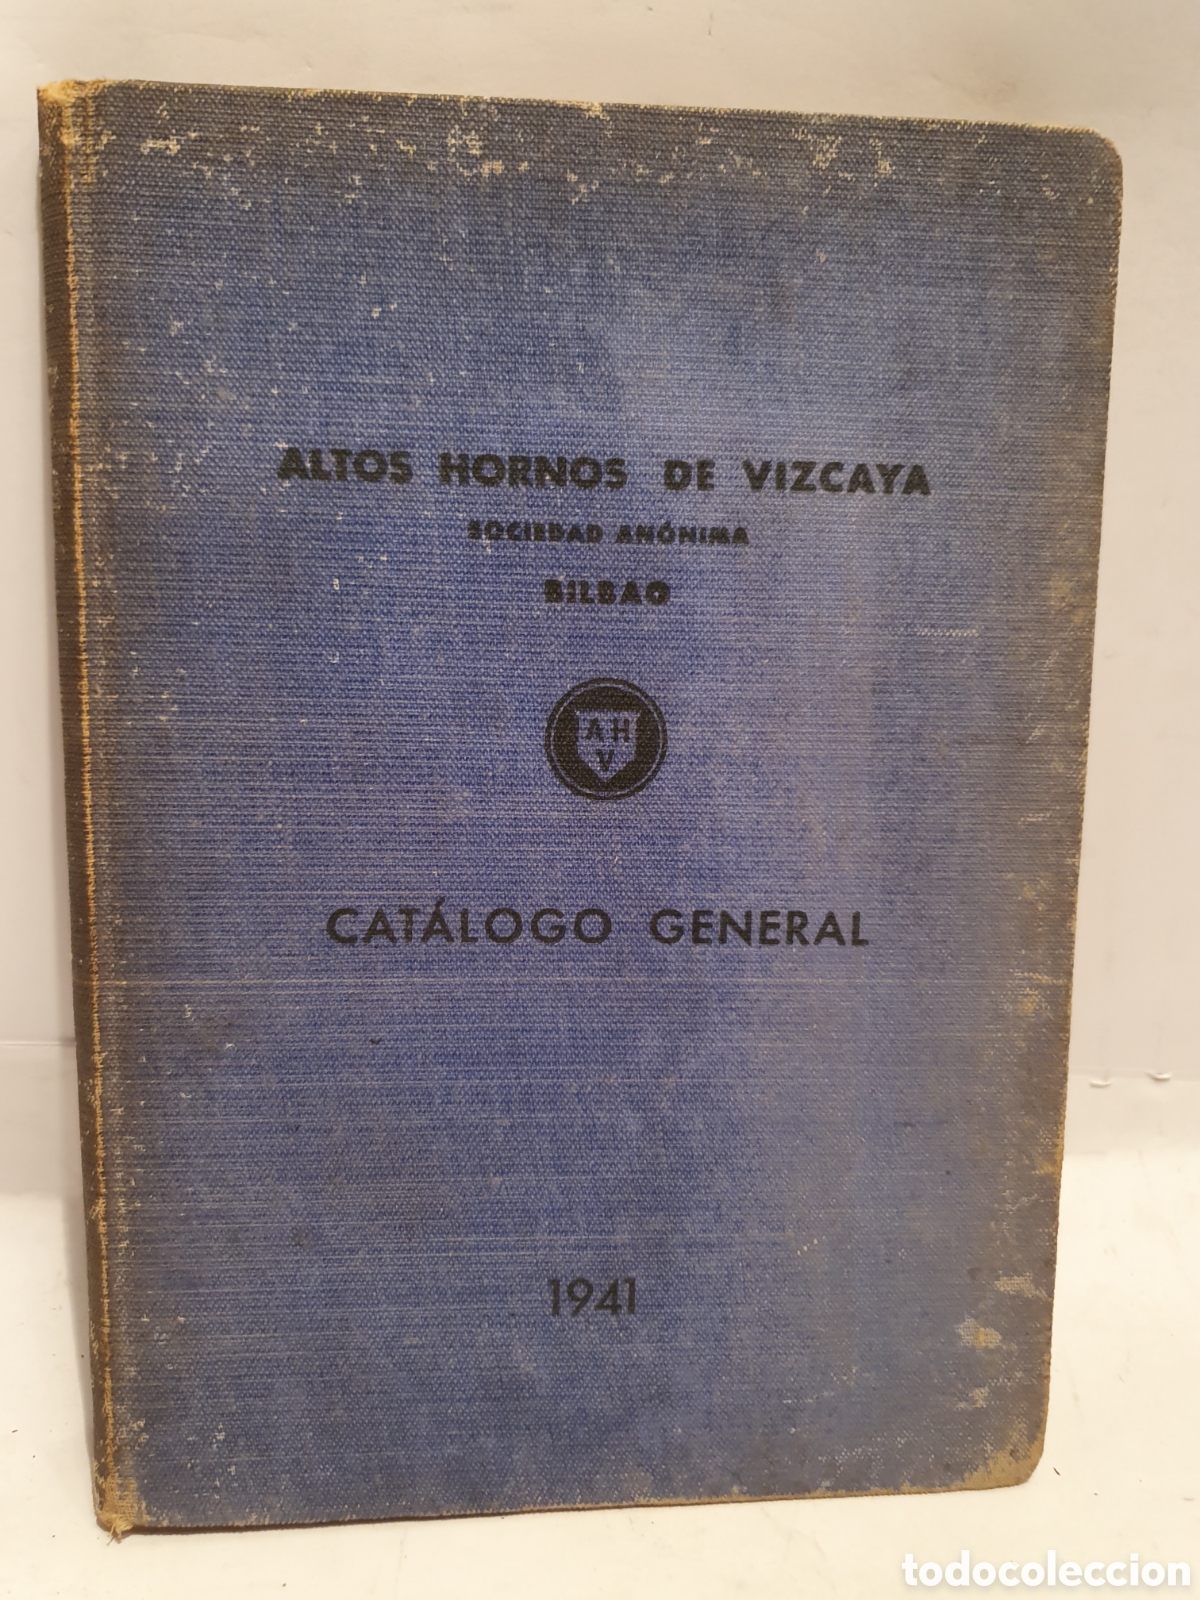 ALTOS HORNOS DE VIZCAYA
SOCIEDAD ANÓNIMA
BILBAO
A H
V
CATÁLOGO GENERAL
1941
todocoleccion